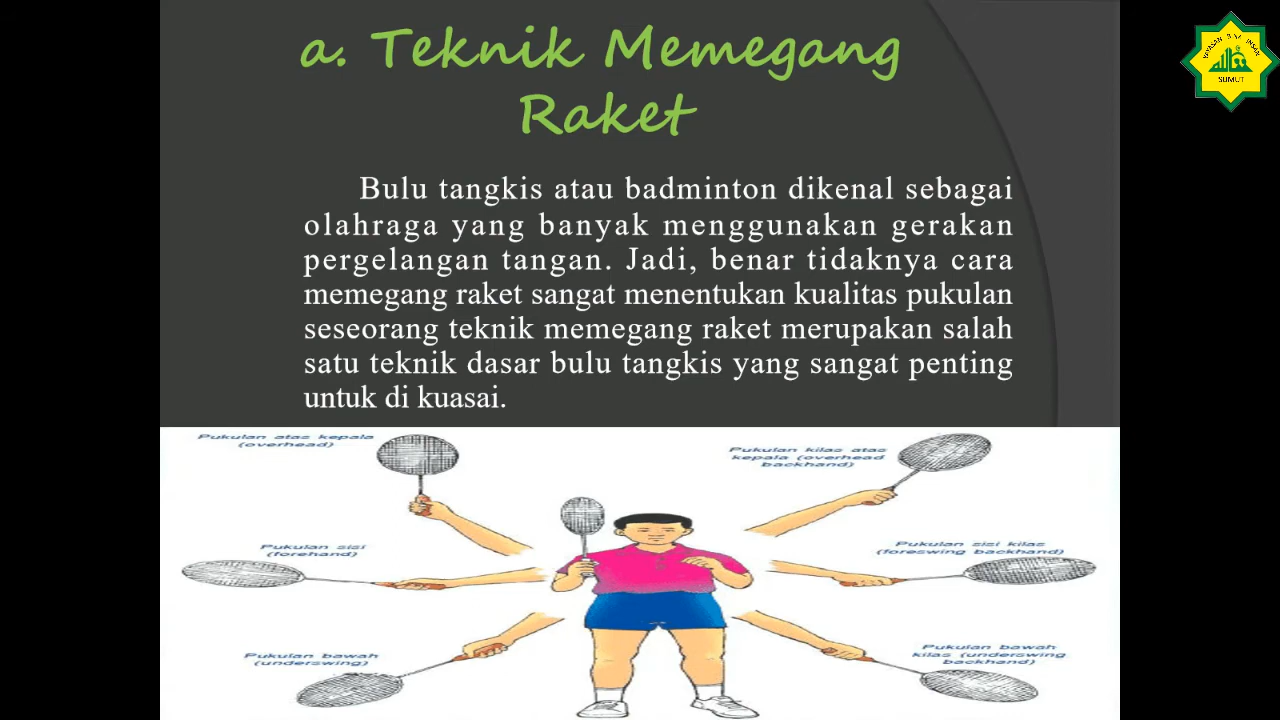 a. Teknik Memegang
Raket
Bulu tangkis atau badminton dikenal sebagai
olahraga yang banyak menggunakan gerakan
pergelangan tangan. Jadi, benar tidaknya cara
memegang raket sangat menentukan kualitas pukulan
seseorang teknik memegang raket merupakan salah
satu teknik dasar bulu tangkis yang sangat penting
untuk di kuasai.
Pukulan atas kepala
(overhead)
Pukulan kilas atas
kepala (overhead
backhand)
Pukulan sisi
(forehand)
Pukulan sisi kilas
(foreswing backhand)
Pukulan bawah
(underswing)
Pukulan bawah
kilas (underswing
backhand)
YAYASAN
INSAN
SUMUT